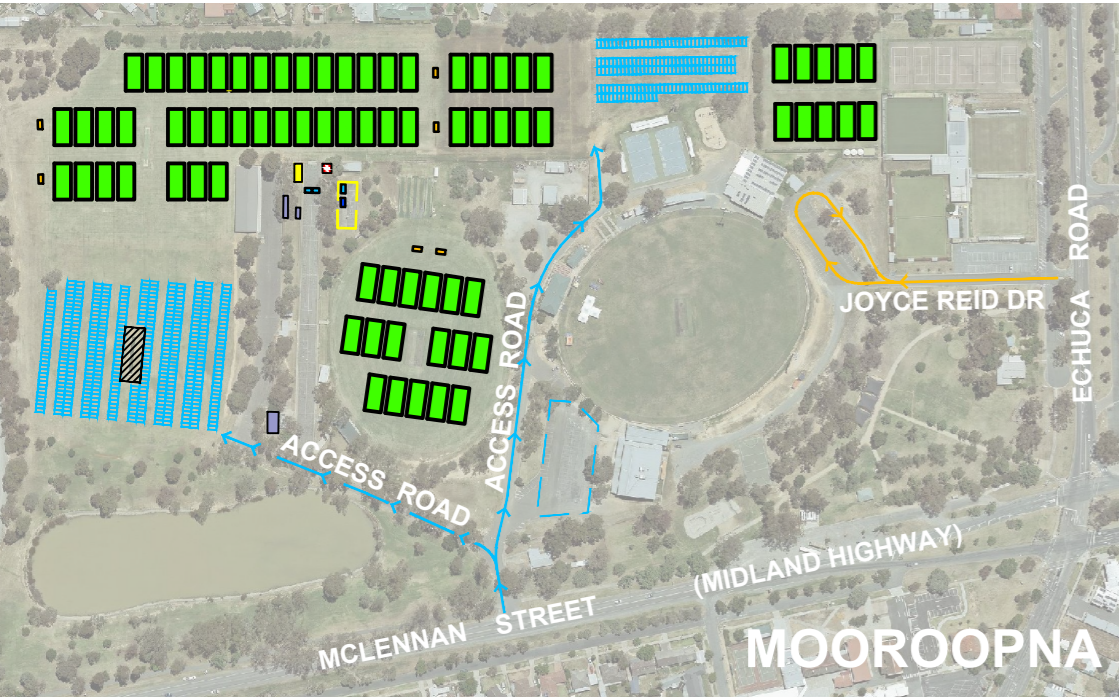 JOYCE REID DR
ECHUCA ROAD
ACCESS ROAD
ACCESS ROAD
MCLENNAN STREET (MIDLAND HIGHWAY)
MOOROOPNA